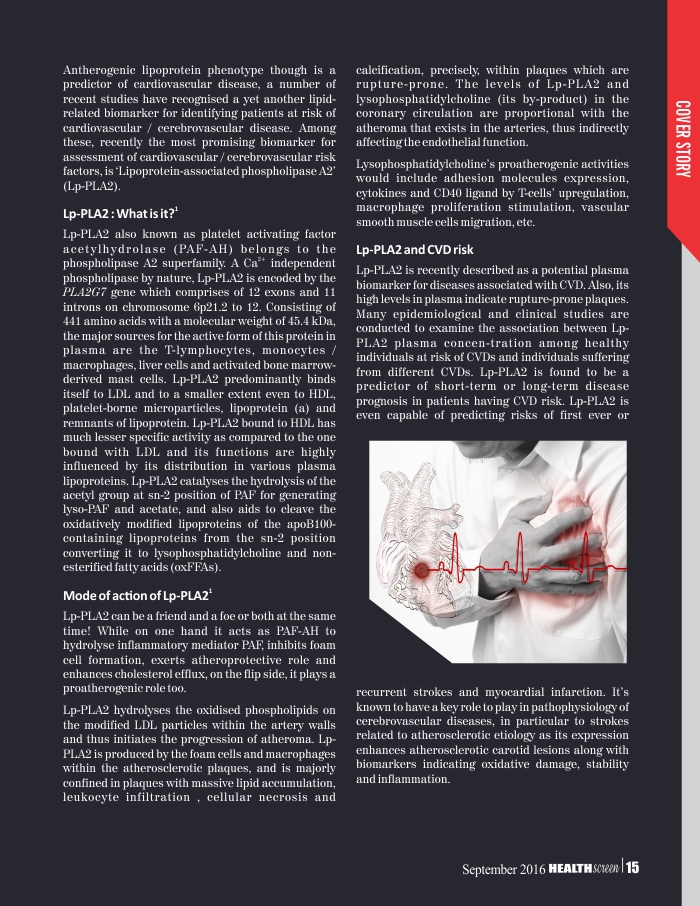 Antherogenic lipoprotein phenotype though is a
predictor of cardiovascular disease, a number of
recent studies have recognised a yet another lipid-
related biomarker for identifying patients at risk of
cardiovascular / cerebrovascular disease. Among
these, recently the most promising biomarker for
assessment of cardiovascular / cerebrovascular risk
factors, is 'Lipoprotein-associated phospholipase A2'
(Lp-PLA2).
Lp-PLA2 : What is it?¹
Lp-PLA2 also known as platelet activating factor
acetylhydrolase (PAF-AH) belongs to the
phospholipase A2 superfamily. A Ca²⁺ independent
phospholipase by nature, Lp-PLA2 is encoded by the
PLA2G7 gene which comprises of 12 exons and 11
introns on chromosome 6p21.2 to 12. Consisting of
441 amino acids with a molecular weight of 45.4 kDa,
the major sources for the active form of this protein in
plasma are the T-lymphocytes, monocytes /
macrophages, liver cells and activated bone marrow-
derived mast cells. Lp-PLA2 predominantly binds
itself to LDL and to a smaller extent even to HDL,
platelet-borne microparticles, lipoprotein (a) and
remnants of lipoprotein. Lp-PLA2 bound to HDL has
much lesser specific activity as compared to the one
bound with LDL and its functions are highly
influenced by its distribution in various plasma
lipoproteins. Lp-PLA2 catalyses the hydrolysis of the
acetyl group at sn-2 position of PAF for generating
lyso-PAF and acetate, and also aids to cleave the
oxidatively modified lipoproteins of the apoB100-
containing lipoproteins from the sn-2 position
converting it to lysophosphatidylcholine and non-
esterified fatty acids (oxFFAs).
Mode of action of Lp-PLA2¹
Lp-PLA2 can be a friend and a foe or both at the same
time! While on one hand it acts as PAF-AH to
hydrolyse inflammatory mediator PAF, inhibits foam
cell formation, exerts atheroprotective role and
enhances cholesterol efflux, on the flip side, it plays a
proatherogenic role too.
Lp-PLA2 hydrolyses the oxidised phospholipids on
the modified LDL particles within the artery walls
and thus initiates the progression of atheroma. Lp-
PLA2 is produced by the foam cells and macrophages
within the atherosclerotic plaques, and is majorly
confined in plaques with massive lipid accumulation,
leukocyte infiltration , cellular necrosis and
calcification, precisely, within plaques which are
rupture-prone. The levels of Lp-PLA2 and
lysophosphatidylcholine (its by-product) in the
coronary circulation are proportional with the
atheroma that exists in the arteries, thus indirectly
affecting the endothelial function.
Lysophosphatidylcholine's proatherogenic activities
would include adhesion molecules expression,
cytokines and CD40 ligand by T-cells' upregulation,
macrophage proliferation stimulation, vascular
smooth muscle cells migration, etc.
Lp-PLA2 and CVD risk
Lp-PLA2 is recently described as a potential plasma
biomarker for diseases associated with CVD. Also, its
high levels in plasma indicate rupture-prone plaques.
Many epidemiological and clinical studies are
conducted to examine the association between Lp-
PLA2 plasma concen-tration among healthy
individuals at risk of CVDs and individuals suffering
from different CVDs. Lp-PLA2 is found to be a
predictor of short-term or long-term disease
prognosis in patients having CVD risk. Lp-PLA2 is
even capable of predicting risks of first ever or
recurrent strokes and myocardial infarction. It's
known to have a key role to play in pathophysiology of
cerebrovascular diseases, in particular to strokes
related to atherosclerotic etiology as its expression
enhances atherosclerotic carotid lesions along with
biomarkers indicating oxidative damage, stability
and inflammation.
COVER STORY
September 2016 HEALTHscreen 15